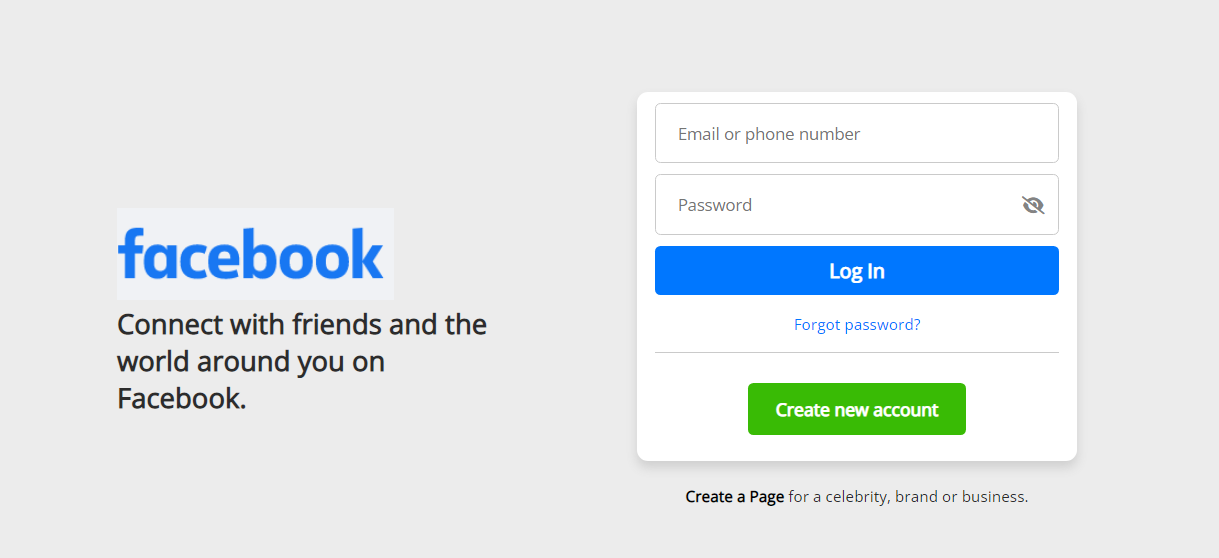 facebook
Connect with friends and the
world around you on
Facebook.
Email or phone number
Password
Log In
Forgot password?
Create new account
Create a Page for a celebrity, brand or business.